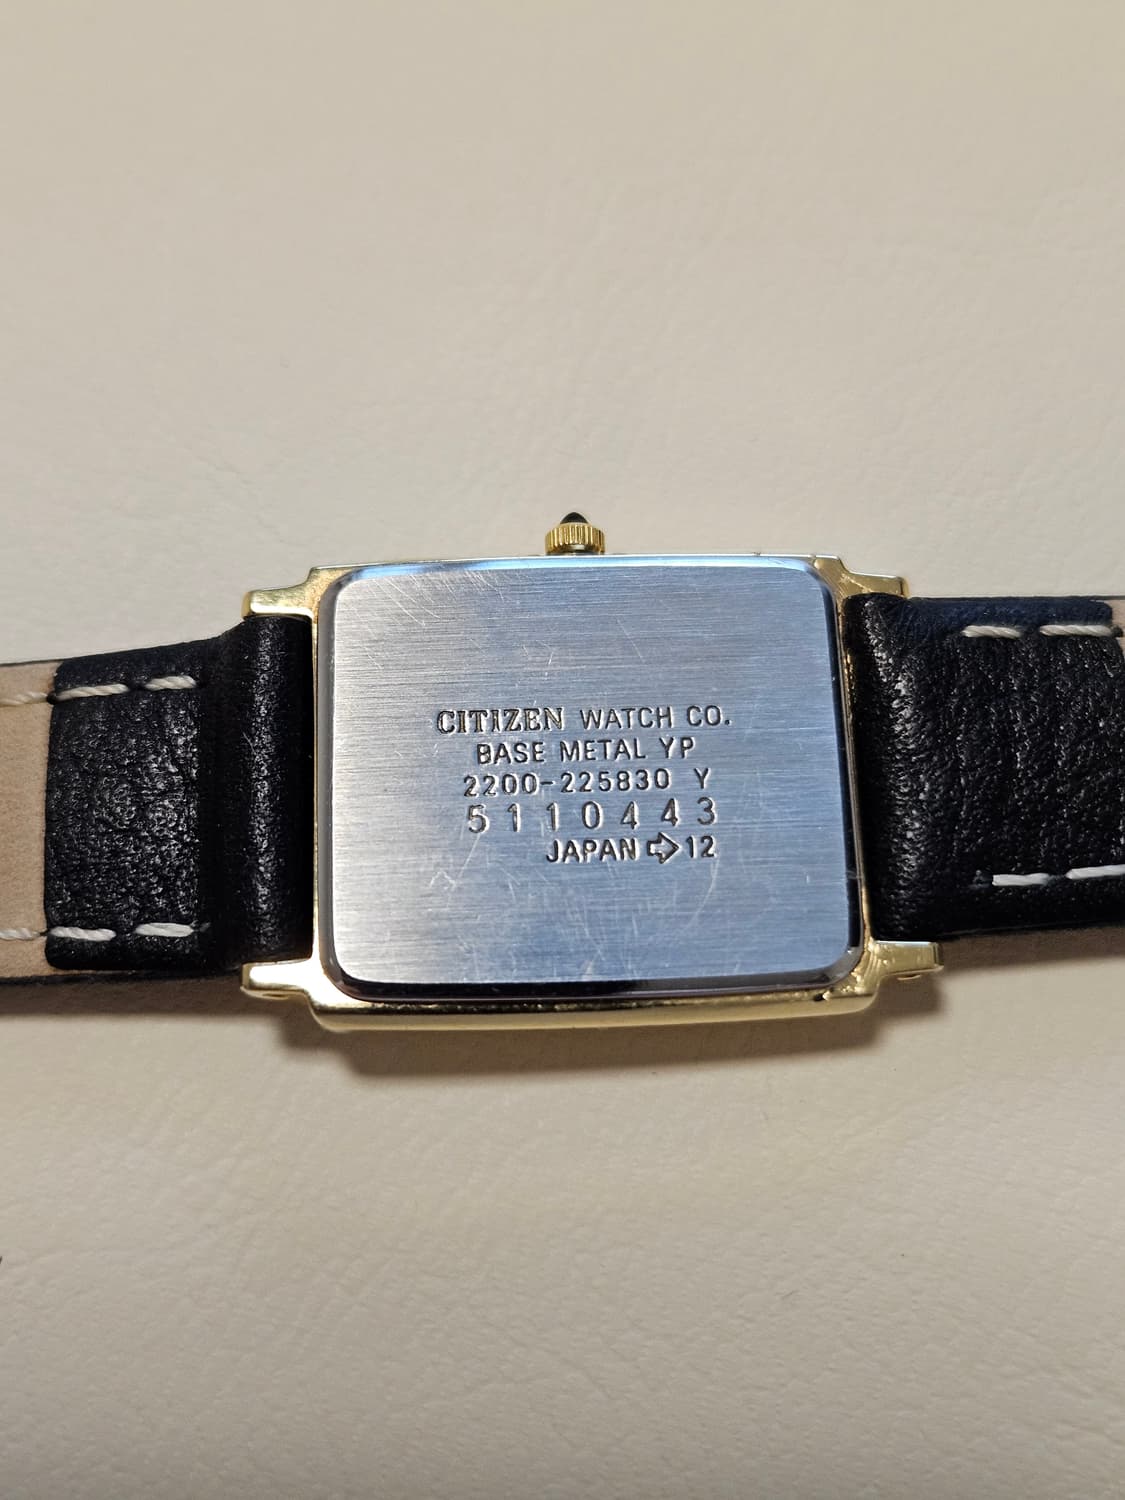 CITIZEN WATCH CO.
BASE METAL YP
2200-225830 Y
5110443
JAPAN ⇨12